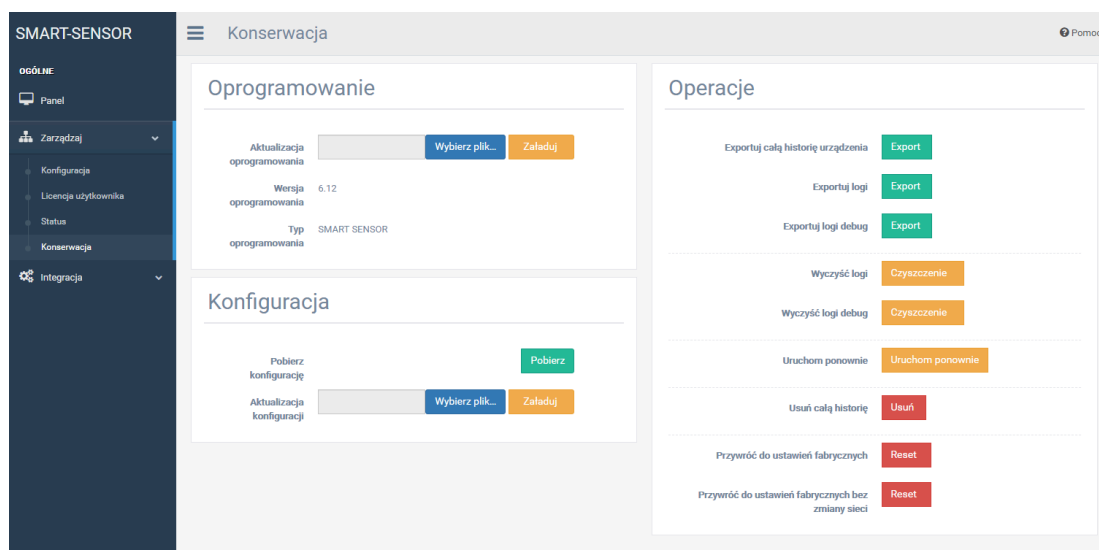 SMART-SENSOR
Konserwacja
Pomoc
OGÓLNE
Panel
Zarządzaj
Konfiguracja
Licencja użytkownika
Status
Konserwacja
Integracja
Oprogramowanie
Aktualizacja
oprogramowania
Wybierz plik...
Załaduj
Wersja
oprogramowania
6.12
Typ
oprogramowania
SMART SENSOR
Konfiguracja
Pobierz
konfigurację
Pobierz
Aktualizacja
konfiguracji
Wybierz plik...
Załaduj
Operacje
Exportuj całą historię urządzenia
Export
Exportuj logi
Export
Exportuj logi debug
Export
Wyczyść logi
Czyszczenie
Wyczyść logi debug
Czyszczenie
Uruchom ponownie
Uruchom ponownie
Usuń całą historię
Usuń
Przywróć do ustawień fabrycznych
Reset
Przywróć do ustawień fabrycznych bez
zmiany sieci
Reset